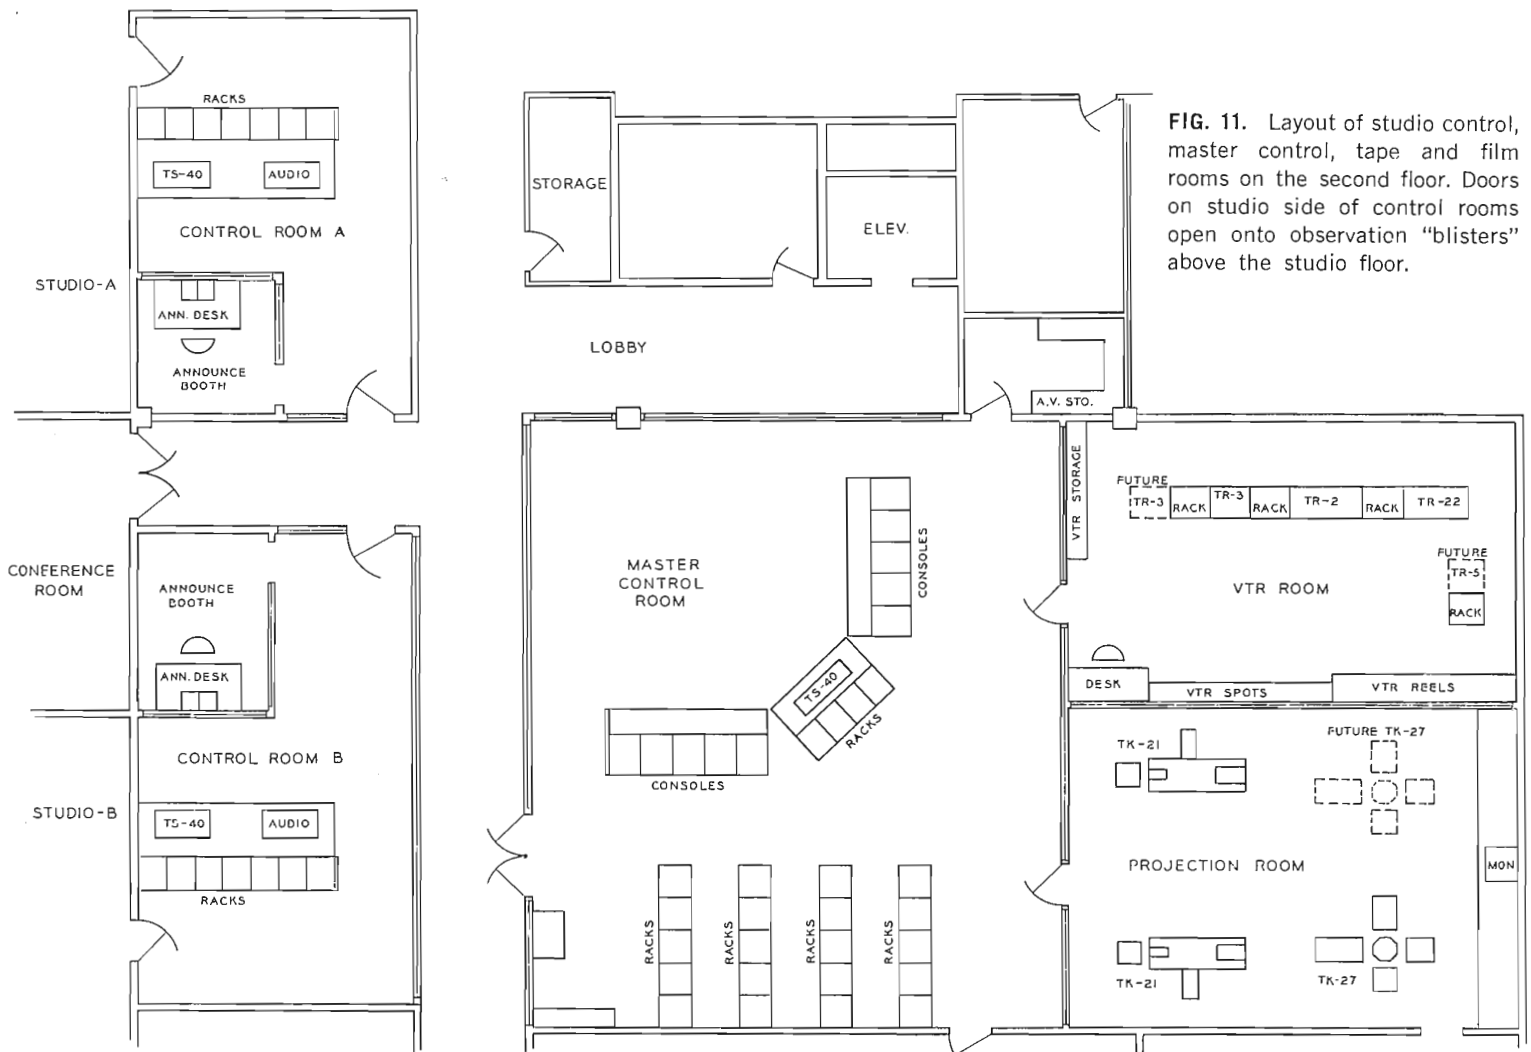 RACKS
TS-40
AUDIO
CONTROL ROOM A
STUDIO-A
ANN. DESK
ANNOUNCE
BOOTH
STORAGE
ELEV.
LOBBY
A.V. STO.
FIG. 11. Layout of studio control,
master control, tape and film
rooms on the second floor. Doors
on studio side of control rooms
open onto observation "blisters"
above the studio floor.
CONFERENCE
ROOM
ANNOUNCE
BOOTH
ANN. DESK
CONTROL ROOM B
STUDIO-B
TS-40
AUDIO
RACKS
MASTER
CONTROL
ROOM
CONSOLES
TS-40
RACKS
CONSOLES
RACKS
RACKS
RACKS
RACKS
VTR STORAGE
FUTURE
TR-3
RACK
TR-3
RACK
TR-2
RACK
TR-22
FUTURE
TR-5
RACK
VTR ROOM
DESK
VTR SPOTS
VTR REELS
TK-21
FUTURE TK-27
PROJECTION ROOM
MON
TK-21
TK-27